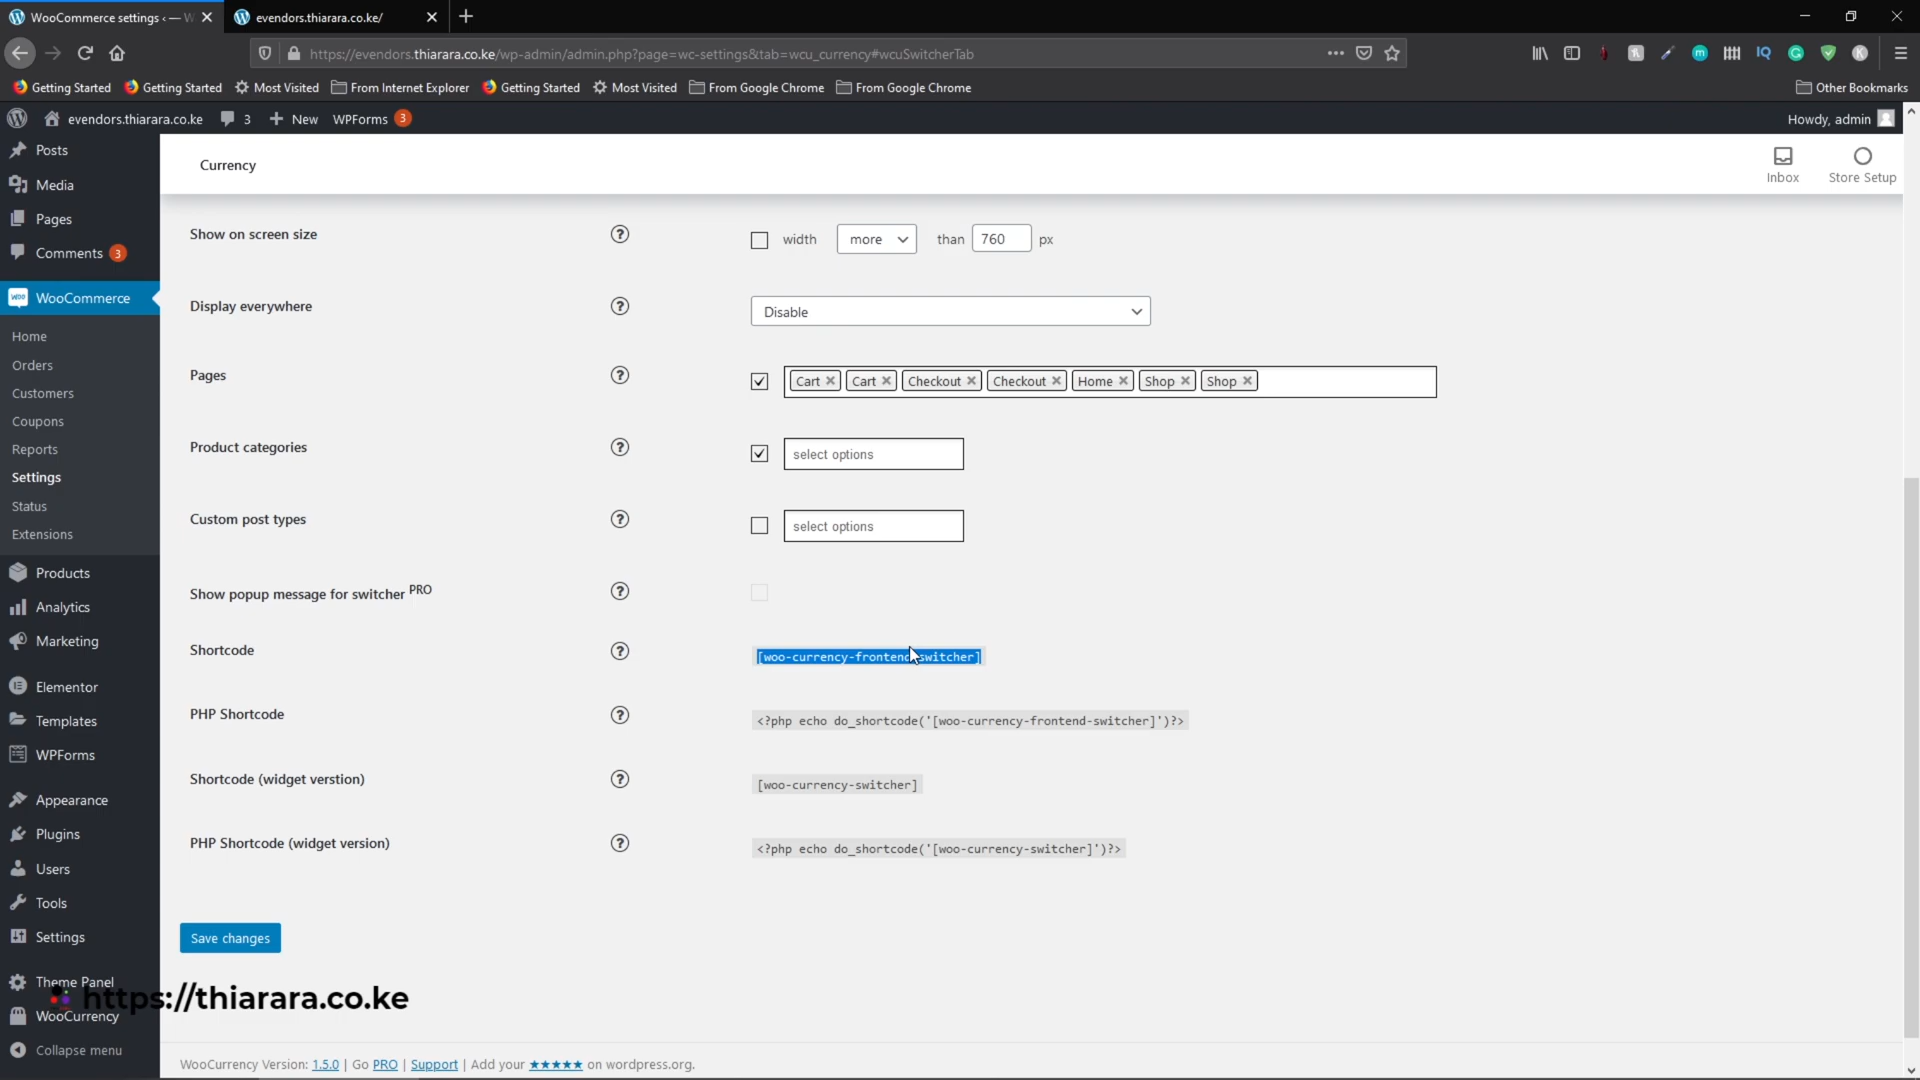 WooCommerce settings ‹ — W
evendors.thiarara.co.ke/
https://evendors.thiarara.co.ke/wp-admin/admin.php?page=wc-settings&tab=wcu_currency#wcuSwitcherTab
Getting Started
Getting Started
Most Visited
From Internet Explorer
Getting Started
Most Visited
From Google Chrome
From Google Chrome
Other Bookmarks
evendors.thiarara.co.ke
3
New
WPForms 3
Howdy, admin
Posts
Media
Pages
Comments 3
WooCommerce
Home
Orders
Customers
Coupons
Reports
Settings
Status
Extensions
Products
Analytics
Marketing
Elementor
Templates
WPForms
Appearance
Plugins
Users
Tools
Settings
Theme Panel
WooCurrency
Collapse menu
Currency
Inbox
Store Setup
Show on screen size
width more than 760 px
Display everywhere
Disable
Pages
Cart Cart Checkout Checkout Home Shop Shop
Product categories
select options
Custom post types
select options
Show popup message for switcher PRO
Shortcode
[woo-currency-frontend-switcher]
PHP Shortcode
<?php echo do_shortcode('[woo-currency-frontend-switcher]')?>
Shortcode (widget verstion)
[woo-currency-switcher]
PHP Shortcode (widget version)
<?php echo do_shortcode('[woo-currency-switcher]')?>
Save changes
https://thiarara.co.ke
WooCurrency Version: 1.5.0 | Go PRO | Support | Add your ★★★★★ on wordpress.org.